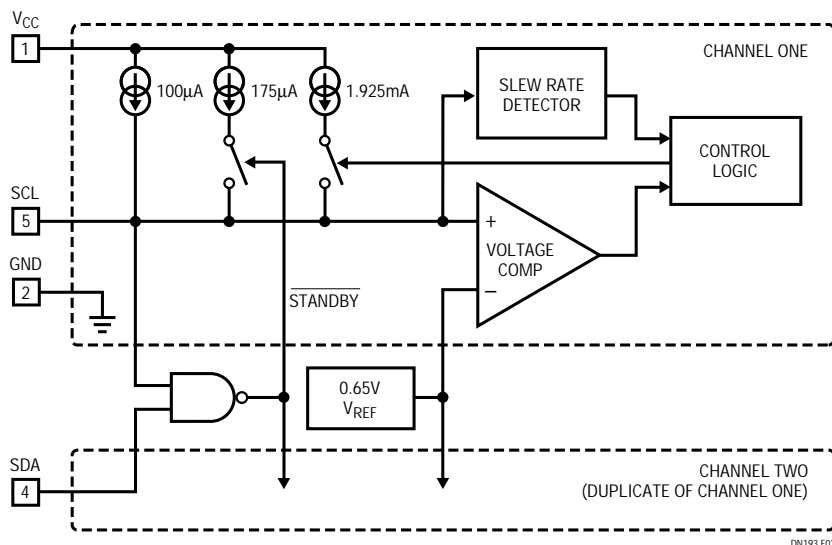 VCC
1
CHANNEL ONE
100µA
175µA
1.925mA
SLEW RATE
DETECTOR
CONTROL
LOGIC
SCL
5
+
VOLTAGE
COMP
–
GND
2
STANDBY
0.65V
VREF
SDA
4
CHANNEL TWO
(DUPLICATE OF CHANNEL ONE)